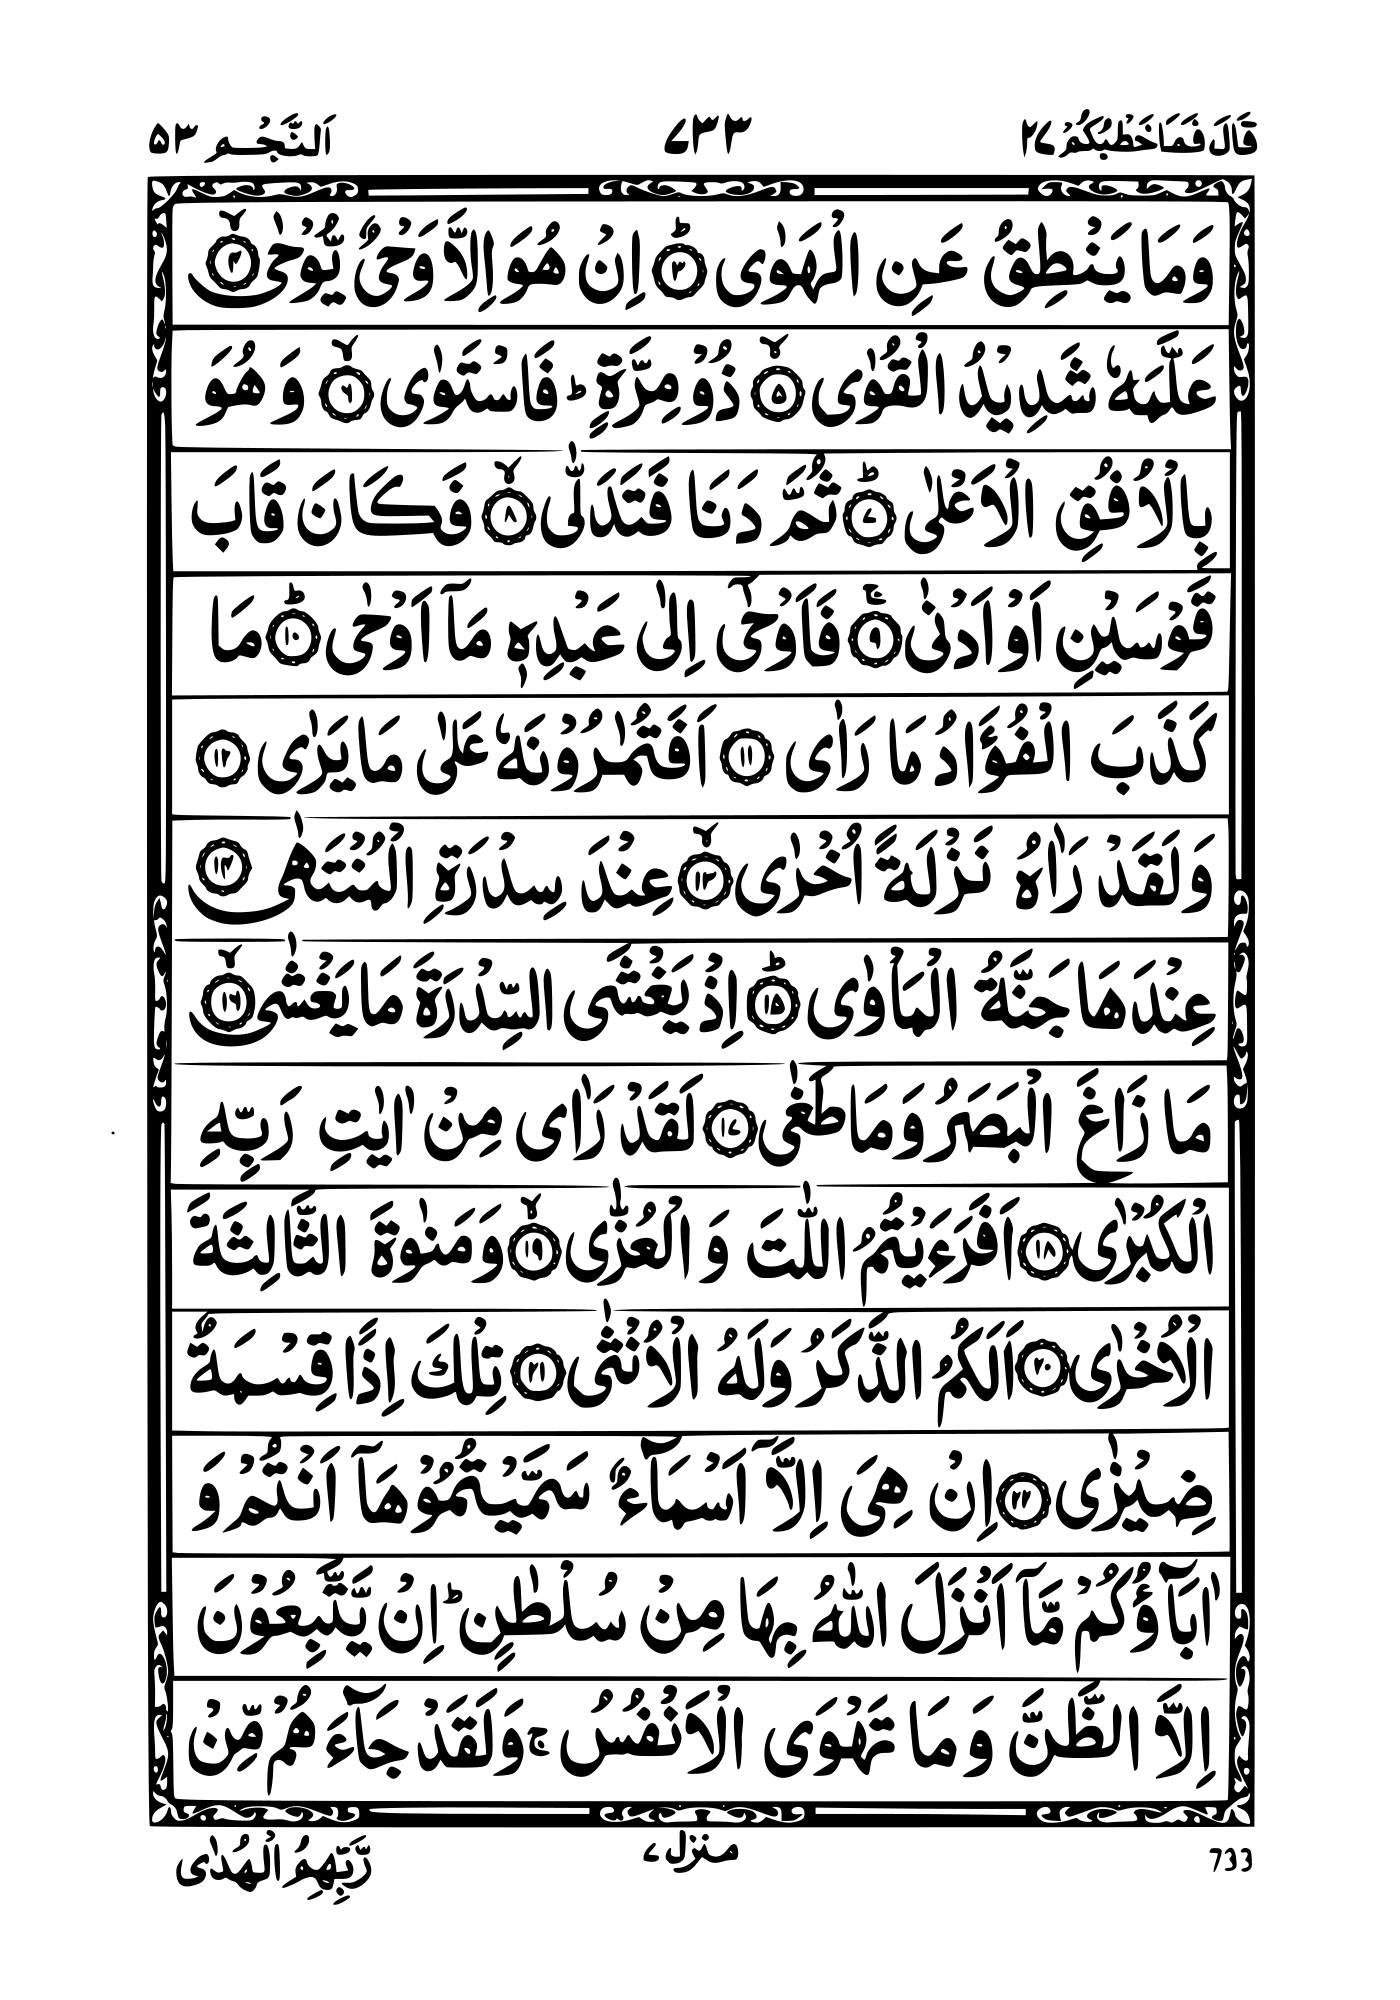 قَالَ فَمَا خَطْبُكُمْ ٢٧ ٧٣٣ اَلنَّجْم ٥٣
وَمَا يَنْطِقُ عَنِ الْهَوٰى ؕ﴿٣﴾ اِنْ هُوَ اِلَّا وَحْىٌ يُّوْحٰى ۙ﴿٤﴾
عَلَّمَهٗ شَدِيْدُ الْقُوٰى ۙ﴿٥﴾ ذُوْ مِرَّةٍ ؕ فَاسْتَوٰى ۙ﴿٦﴾ وَ هُوَ
بِالْاُفُقِ الْاَعْلٰى ؕ﴿٧﴾ ثُمَّ دَنَا فَتَدَلّٰى ۙ﴿٨﴾ فَكَانَ قَابَ
قَوْسَيْنِ اَوْ اَدْنٰى ۚ﴿٩﴾ فَاَوْحٰۤى اِلٰى عَبْدِهٖ مَاۤ اَوْحٰى ؕ﴿١٠﴾ مَا
كَذَبَ الْفُؤَادُ مَا رَاٰى ﴿١١﴾ اَفَتُمٰرُوْنَهٗ عَلٰى مَا يَرٰى ﴿١٢﴾
وَلَقَدْ رَاٰهُ نَزْلَةً اُخْرٰى ۙ﴿١٣﴾ عِنْدَ سِدْرَةِ الْمُنْتَهٰى ﴿١٤﴾
عِنْدَهَا جَنَّةُ الْمَاْوٰى ؕ﴿١٥﴾ اِذْ يَغْشَى السِّدْرَةَ مَا يَغْشٰى ۙ﴿١٦﴾
مَا زَاغَ الْبَصَرُ وَمَا طَغٰى ﴿١٧﴾ لَقَدْ رَاٰى مِنْ اٰيٰتِ رَبِّهِ
الْكُبْرٰى ﴿١٨﴾ اَفَرَءَيْتُمُ اللّٰتَ وَ الْعُزّٰى ۙ﴿١٩﴾ وَ مَنٰوةَ الثَّالِثَةَ
الْاُخْرٰى ﴿٢٠﴾ اَلَكُمُ الذَّكَرُ وَلَهُ الْاُنْثٰى ﴿٢١﴾ تِلْكَ اِذًا قِسْمَةٌ
ضِيْزٰى ﴿٢٢﴾ اِنْ هِىَ اِلَّاۤ اَسْمَآءٌ سَمَّيْتُمُوْهَاۤ اَنْتُمْ وَ
اٰبَآؤُكُمْ مَّاۤ اَنْزَلَ اللّٰهُ بِهَا مِنْ سُلْطٰنٍ ؕ اِنْ يَّتَّبِعُوْنَ
اِلَّا الظَّنَّ وَ مَا تَهْوَى الْاَنْفُسُ ۚ وَلَقَدْ جَآءَهُمْ مِّنْ
رَّبِّهِمُ الْهُدٰى
منزل ٧
733